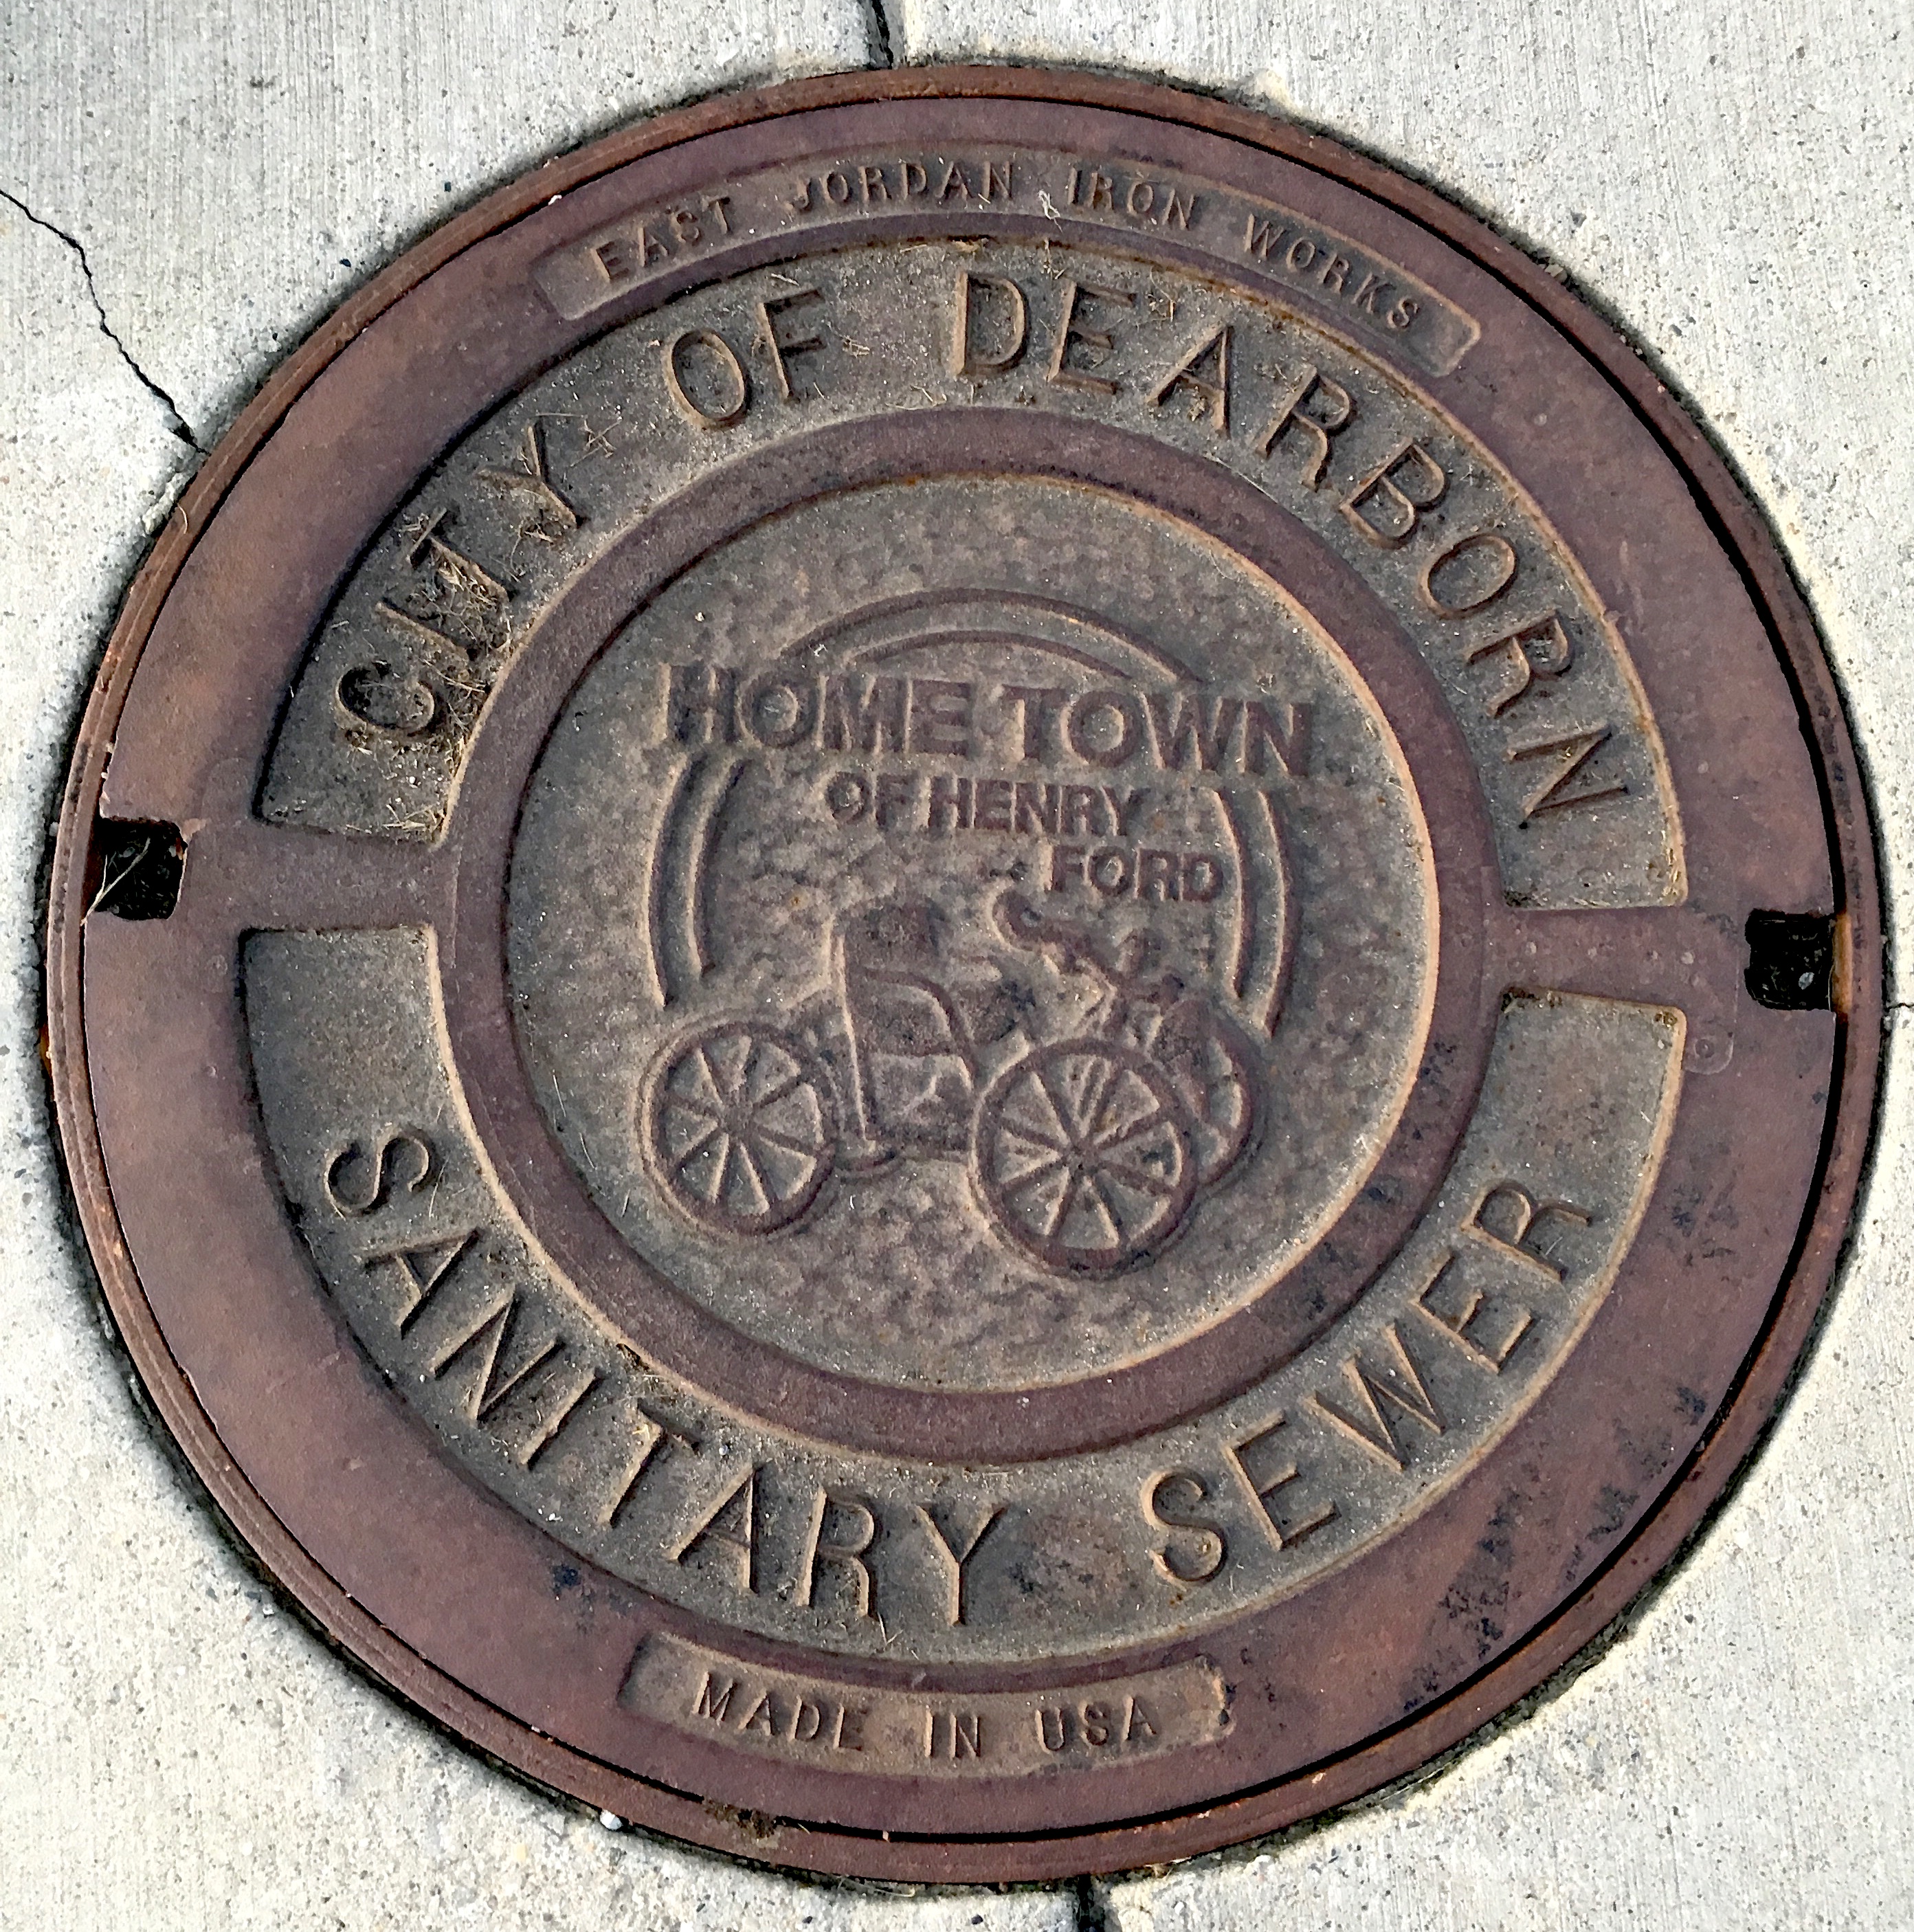 EAST JORDAN IRON WORKS
CITY OF DEARBORN
HOME TOWN
OF HENRY
FORD
SANITARY SEWER
MADE IN USA